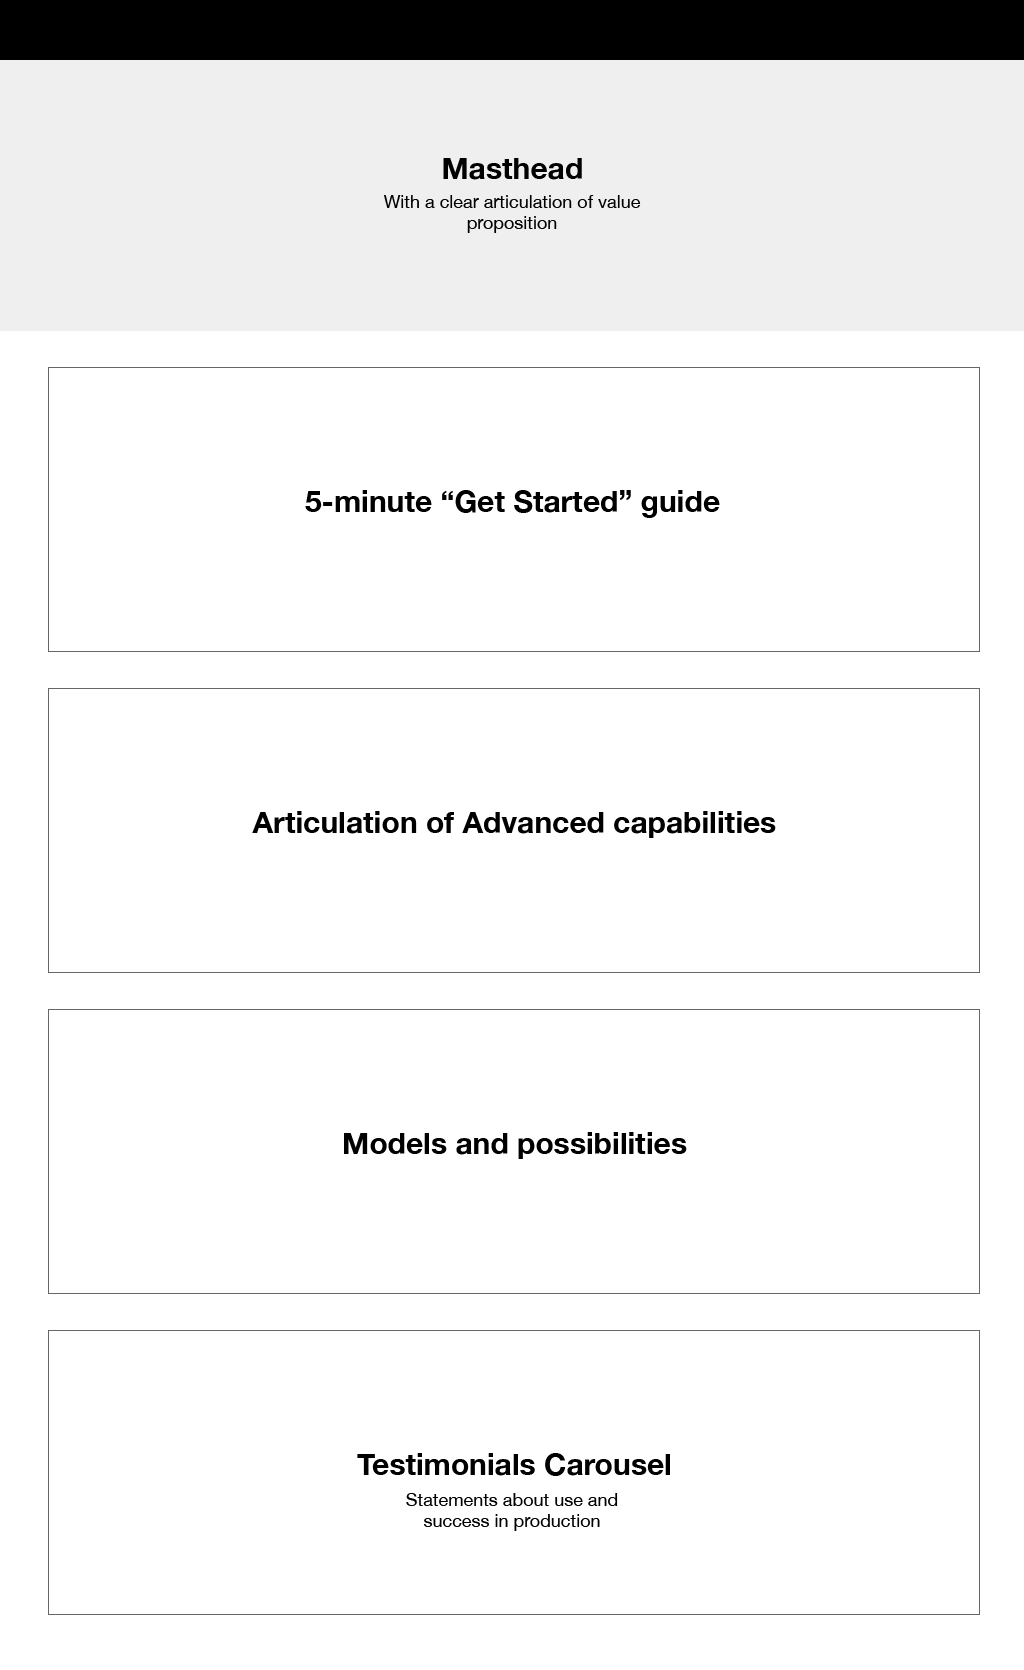 Masthead
With a clear articulation of value
proposition
5-minute “Get Started” guide
Articulation of Advanced capabilities
Models and possibilities
Testimonials Carousel
Statements about use and
success in production